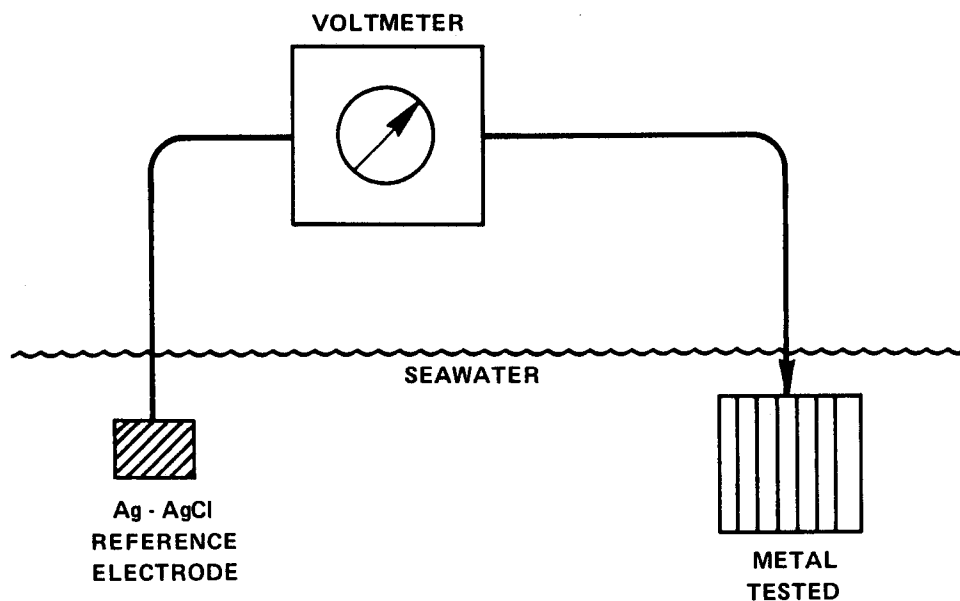 VOLTMETER
SEAWATER
Ag - AgCl
REFERENCE
ELECTRODE
METAL
TESTED